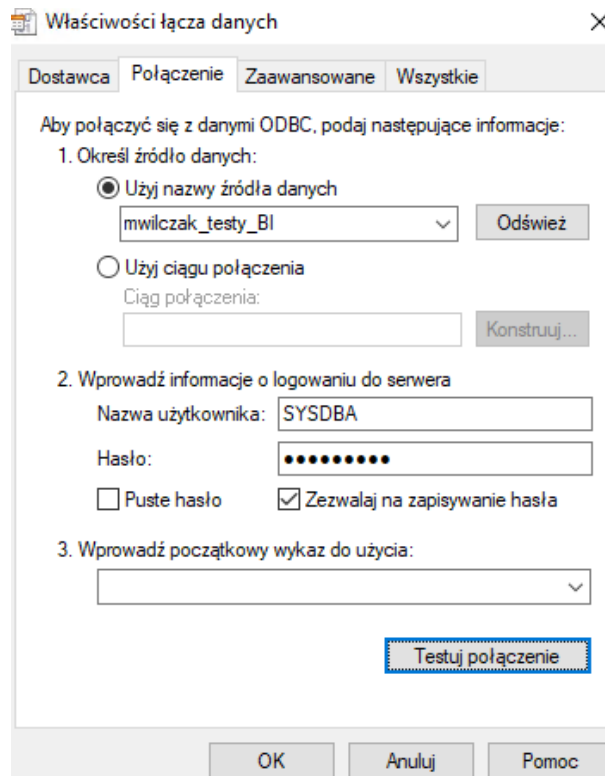 Właściwości łącza danych
Dostawca Połączenie Zaawansowane Wszystkie
Aby połączyć się z danymi ODBC, podaj następujące informacje:
1. Określ źródło danych:
Użyj nazwy źródła danych
mwilczak_testy_BI Odśwież
Użyj ciągu połączenia
Ciąg połączenia:
Konstruuj...
2. Wprowadź informacje o logowaniu do serwera
Nazwa użytkownika: SYSDBA
Hasło: •••••••••
Puste hasło Zezwalaj na zapisywanie hasła
3. Wprowadź początkowy wykaz do użycia:
Testuj połączenie
OK Anuluj Pomoc